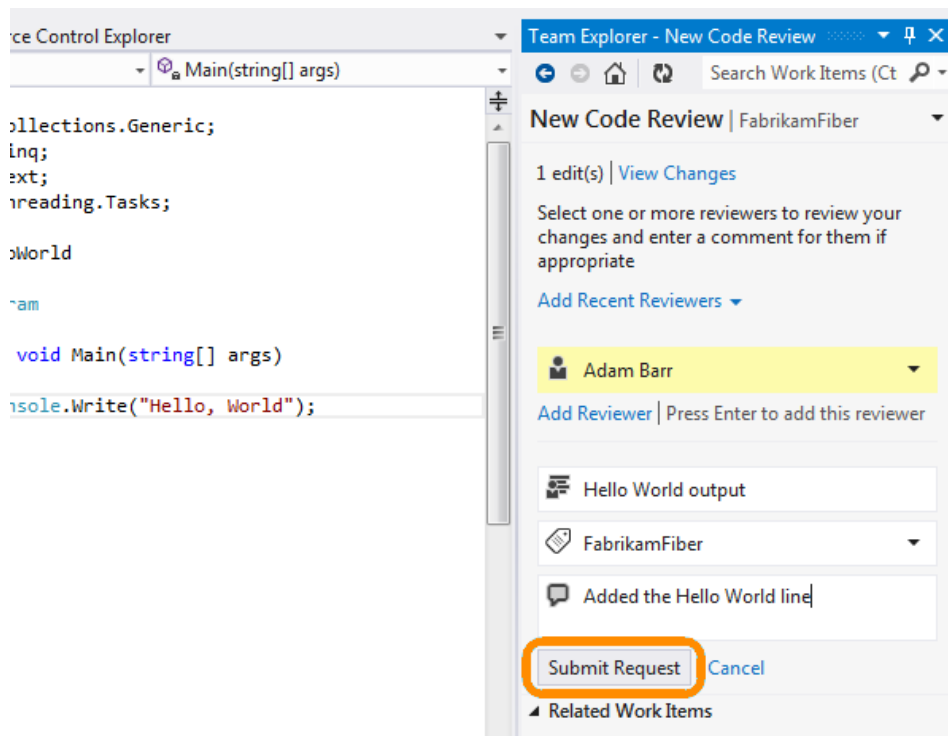 rce Control Explorer
Main(string[] args)
ollections.Generic;
inq;
ext;
hreading.Tasks;
oWorld
ram
void Main(string[] args)
nsole.Write("Hello, World");
Team Explorer - New Code Review
Search Work Items (Ct
New Code Review | FabrikamFiber
1 edit(s) | View Changes
Select one or more reviewers to review your
changes and enter a comment for them if
appropriate
Add Recent Reviewers
Adam Barr
Add Reviewer | Press Enter to add this reviewer
Hello World output
FabrikamFiber
Added the Hello World line
Submit Request Cancel
Related Work Items